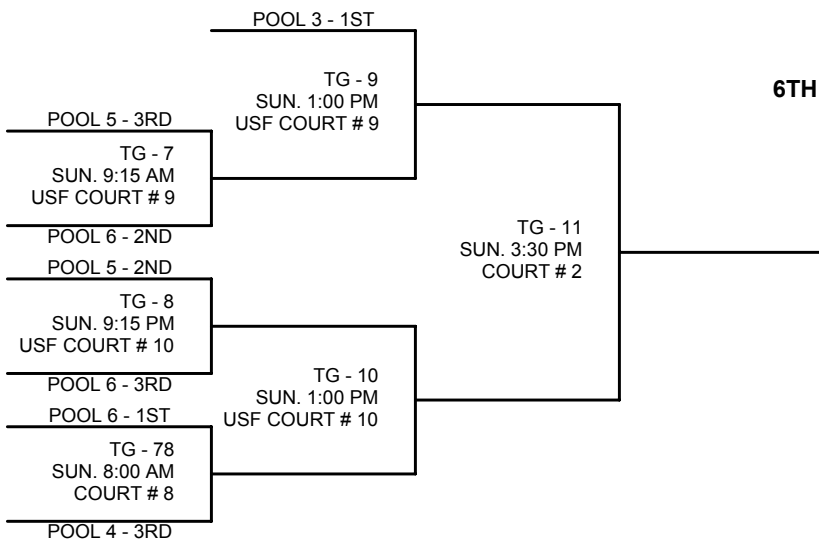 POOL 3 - 1ST
TG - 9
SUN. 1:00 PM
USF COURT # 9
6TH
POOL 5 - 3RD
TG - 7
SUN. 9:15 AM
USF COURT # 9
POOL 6 - 2ND
TG - 11
SUN. 3:30 PM
COURT # 2
POOL 5 - 2ND
TG - 8
SUN. 9:15 PM
USF COURT # 10
POOL 6 - 3RD
TG - 10
SUN. 1:00 PM
USF COURT # 10
POOL 6 - 1ST
TG - 78
SUN. 8:00 AM
COURT # 8
POOL 4 - 3RD